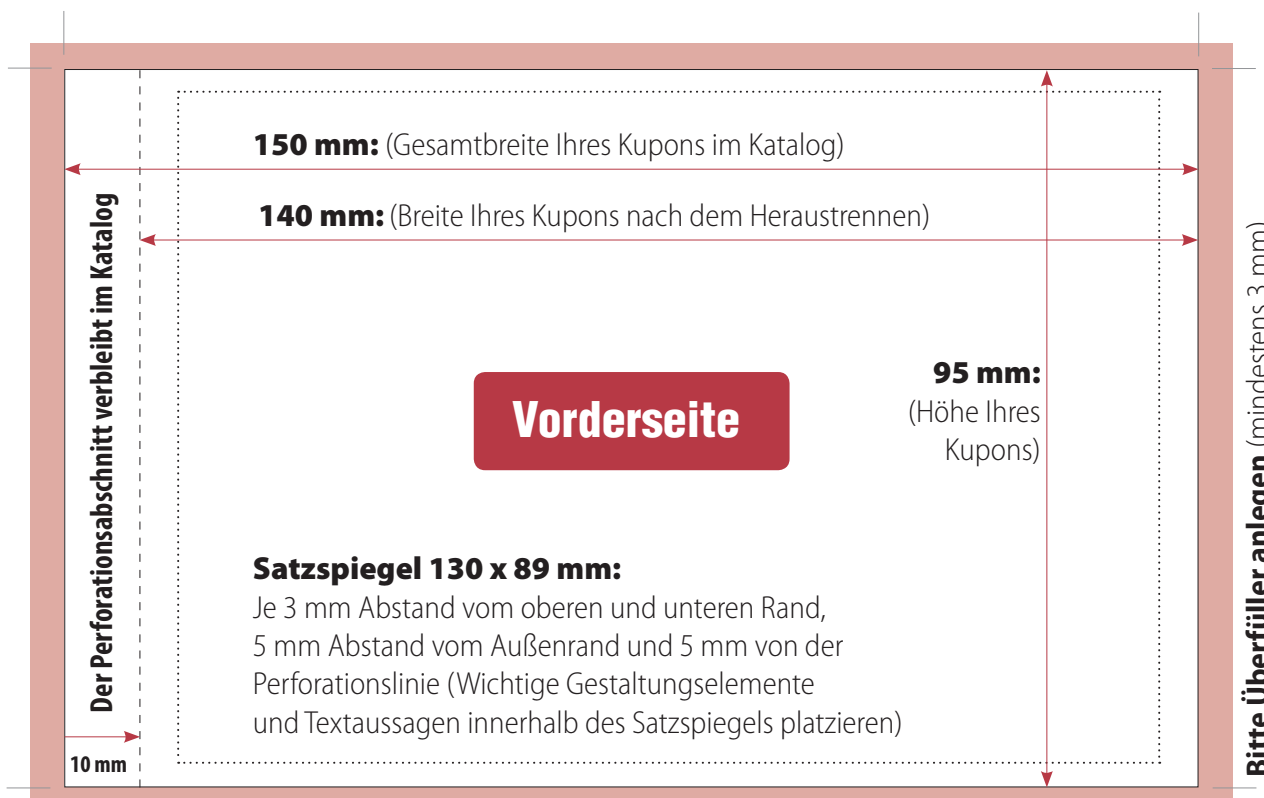 150 mm: (Gesamtbreite Ihres Kupons im Katalog)
140 mm: (Breite Ihres Kupons nach dem Heraustrennen)
Der Perforationsabschnitt verbleibt im Katalog
95 mm:
(Höhe Ihres
Kupons)
Vorderseite
Satzspiegel 130 x 89 mm:
Je 3 mm Abstand vom oberen und unteren Rand,
5 mm Abstand vom Außenrand und 5 mm von der
Perforationslinie (Wichtige Gestaltungselemente
und Textaussagen innerhalb des Satzspiegels platzieren)
10 mm
Bitte Überfüller anlegen (mindestens 3 mm)